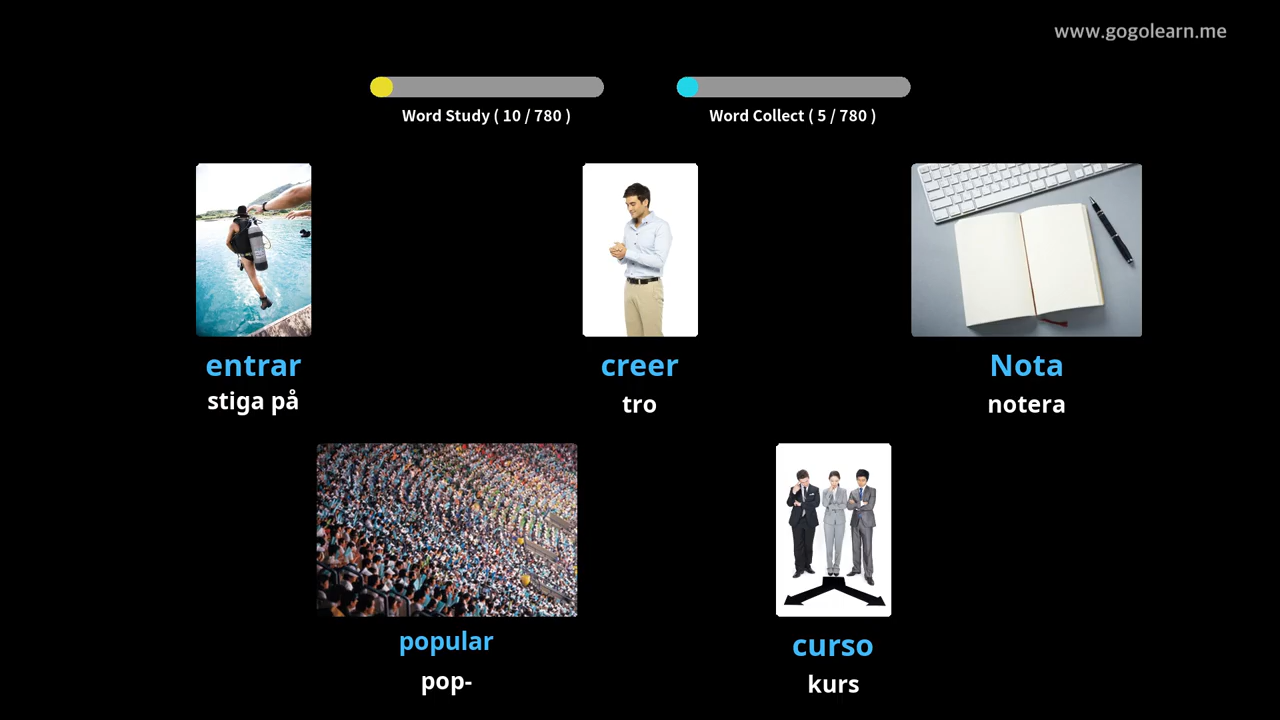 www.gogolearn.me
Word Study ( 10 / 780 )
Word Collect ( 5 / 780 )
entrar
stiga på
creer
tro
Nota
notera
popular
pop-
curso
kurs